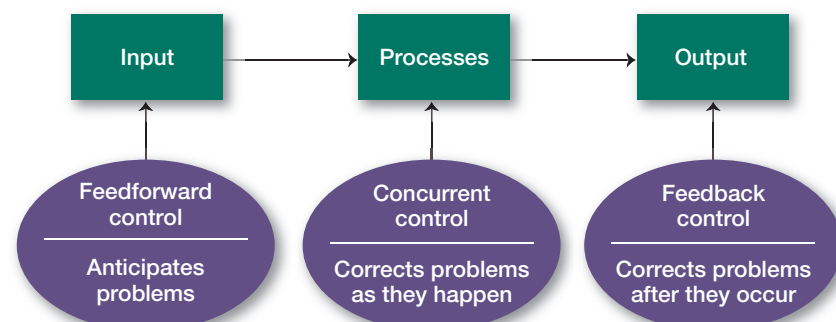 Input
Processes
Output
Feedforward
control
Anticipates
problems
Concurrent
control
Corrects problems
as they happen
Feedback
control
Corrects problems
after they occur